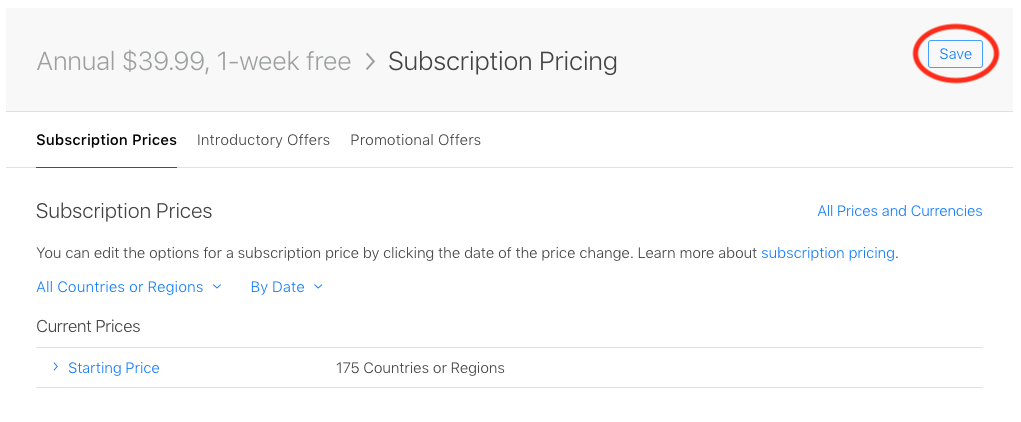 Annual $39.99, 1-week free > Subscription Pricing
Save
Subscription Prices Introductory Offers Promotional Offers
Subscription Prices
All Prices and Currencies
You can edit the options for a subscription price by clicking the date of the price change. Learn more about subscription pricing.
All Countries or Regions By Date
Current Prices
Starting Price 175 Countries or Regions